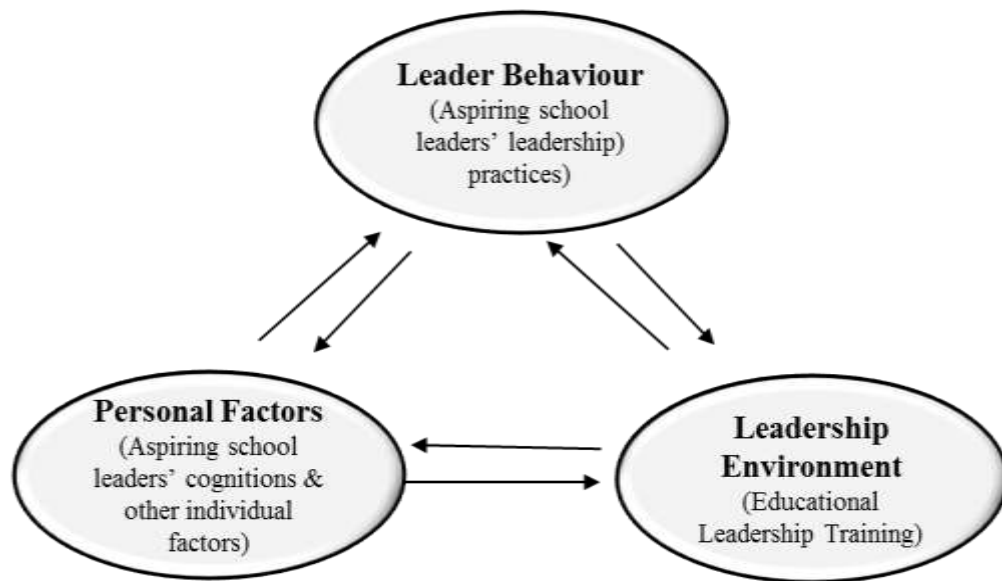 Leader Behaviour
(Aspiring school
leaders' leadership)
practices)
Personal Factors
(Aspiring school
leaders' cognitions &
other individual
factors)
Leadership
Environment
(Educational
Leadership Training)